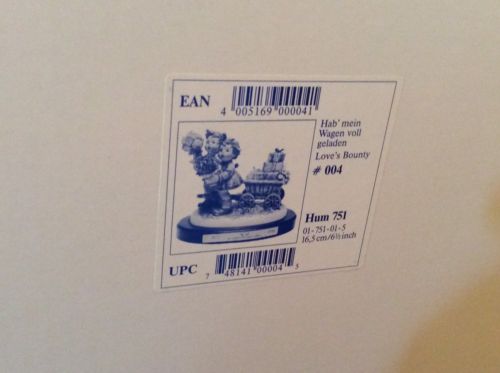 EAN
4 005169 000041
Hab' mein
Wagen voll
geladen
Love's Bounty
# 004
Hum 751
01-751-01-5
16,5 cm/6½ inch
UPC
7 48141 00004 5